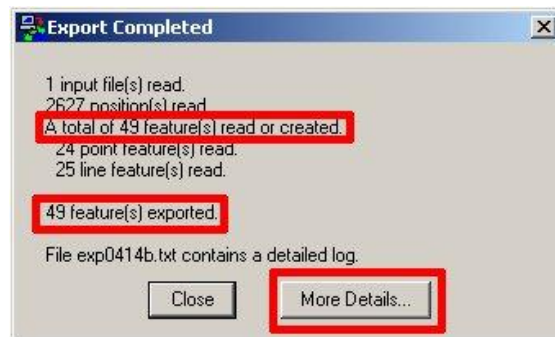 Export Completed
1 input file(s) read.
2627 position(s) read.
A total of 49 feature(s) read or created.
24 point feature(s) read.
25 line feature(s) read.
49 feature(s) exported.
File exp0414b.txt contains a detailed log.
Close More Details...